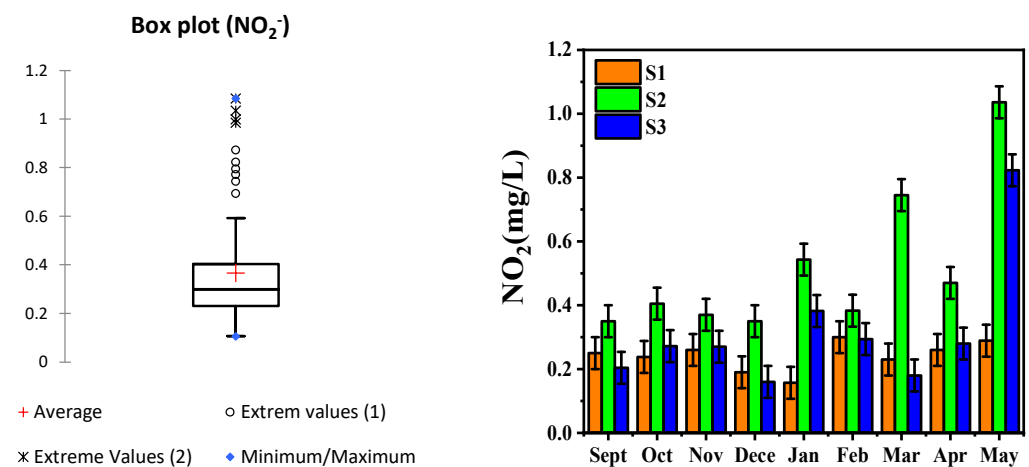 Box plot (NO₂⁻)
1.2
1
0.8
0.6
0.4
0.2
0
+ Average
○ Extrem values (1)
Extreme Values (2)
Minimum/Maximum
NO₂(mg/L)
1.2
1.0
0.8
0.6
0.4
0.2
0.0
S1
S2
S3
Sept Oct Nov Dece Jan Feb Mar Apr May